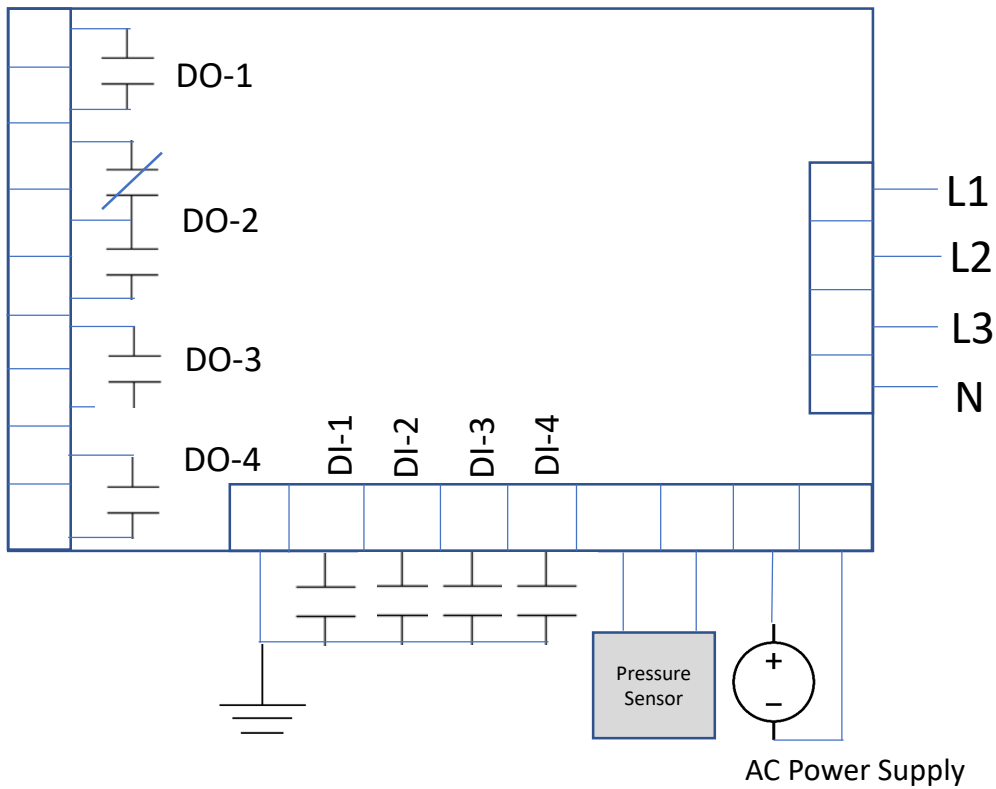 DO-1
DO-2
DO-3
DO-4
L1
L2
L3
N
DI-1
DI-2
DI-3
DI-4
Pressure
Sensor
+
−
AC Power Supply